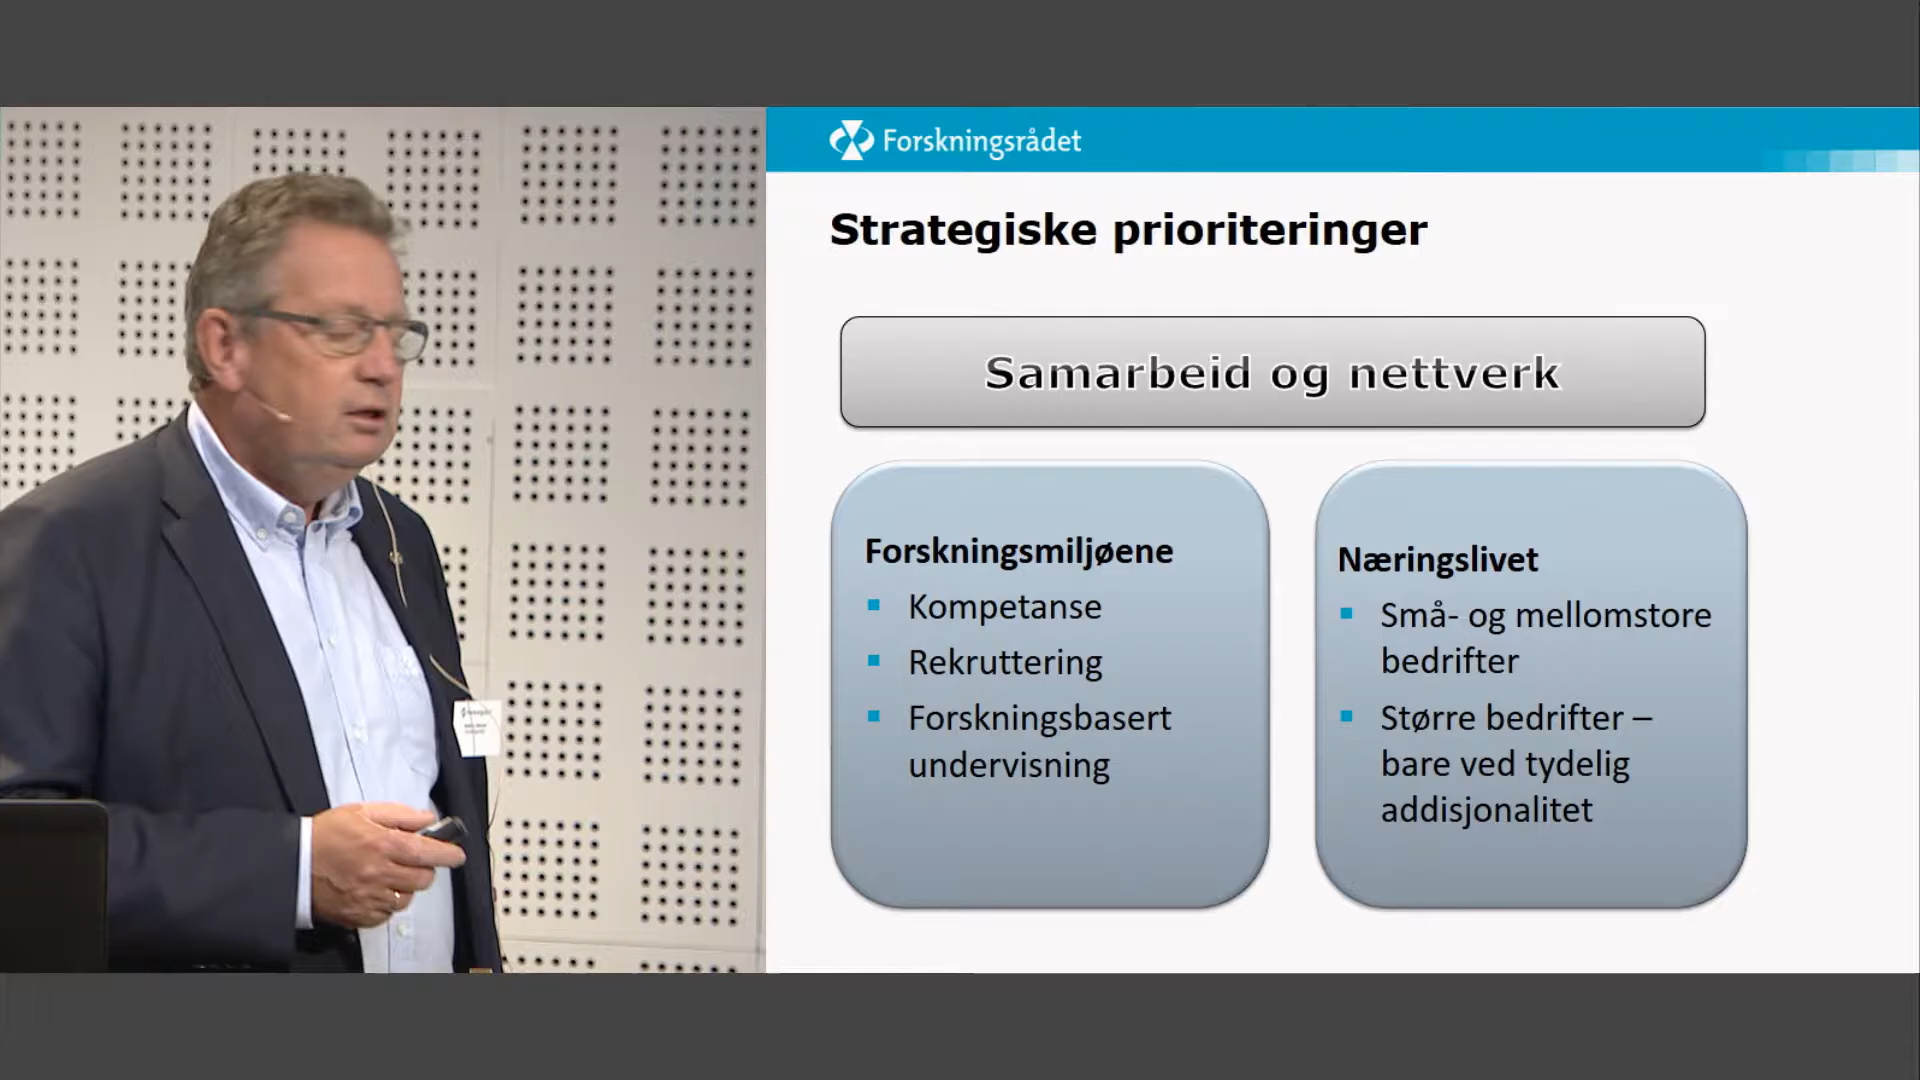 Forskningsrådet
Strategiske prioriteringer
Samarbeid og nettverk
Forskningsmiljøene
Kompetanse
Rekruttering
Forskningsbasert
undervisning
Næringslivet
Små- og mellomstore
bedrifter
Større bedrifter –
bare ved tydelig
addisjonalitet